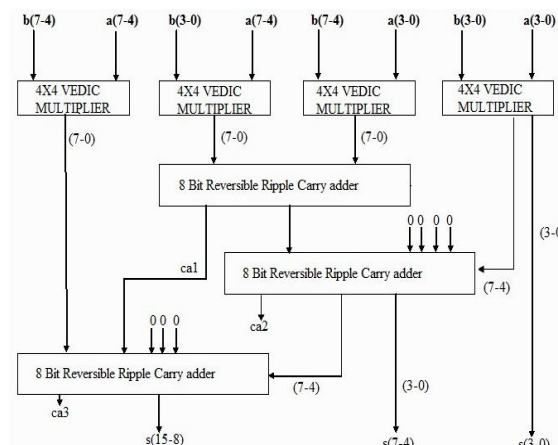 b(7-4) a(7-4) b(3-0) a(7-4) b(7-4) a(3-0) b(3-0) a(3-0)
4X4 VEDIC MULTIPLIER
4X4 VEDIC MULTIPLIER
4X4 VEDIC MULTIPLIER
4X4 VEDIC MULTIPLIER
(7-0) (7-0) (7-0)
8 Bit Reversible Ripple Carry adder
0 0 0 0
(3-0
ca1
8 Bit Reversible Ripple Carry adder
(7-4)
ca2
0 0 0
8 Bit Reversible Ripple Carry adder
(7-4)
(3-0)
ca3
s(15-8) s(7-4) s(3-0)